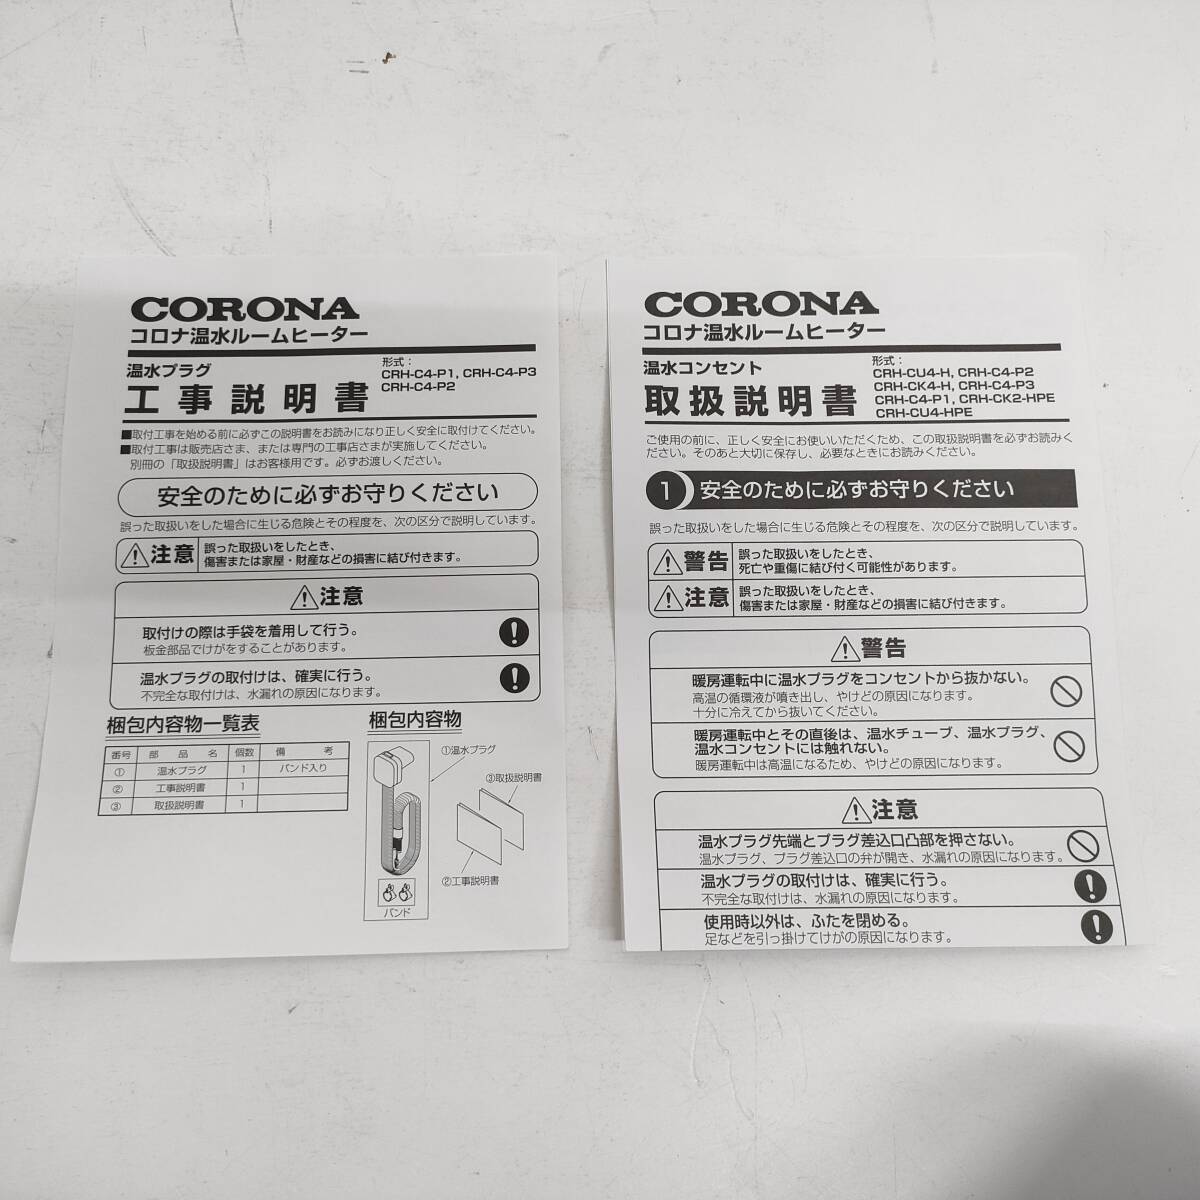 CORONA
コロナ温水ルームヒーター
温水プラグ
形式：
CRH-C4-P1, CRH-C4-P3
CRH-C4-P2
工事説明書
■取付工事を始める前に必ずこの説明書をお読みになり正しく安全に取付けてください。
■取付工事は販売店さま、または専門の工事店さまが実施してください。
別冊の「取扱説明書」はお客様用です。必ずお渡しください。
安全のために必ずお守りください
誤った取扱いをした場合に生じる危険とその程度を、次の区分で説明しています。
注意
誤った取扱いをしたとき、
傷害または家屋・財産などの損害に結び付きます。
注意
取付けの際は手袋を着用して行う。
板金部品でけがをすることがあります。
温水プラグの取付けは、確実に行う。
不完全な取付けは、水漏れの原因になります。
梱包内容物一覧表
番号 部品名 個数 備考
① 温水プラグ 1 バンド入り
② 工事説明書 1
③ 取扱説明書 1
梱包内容物
①温水プラグ
③取扱説明書
②工事説明書
バンド
CORONA
コロナ温水ルームヒーター
温水コンセント
形式：
CRH-CU4-H, CRH-C4-P2
CRH-CK4-H, CRH-C4-P3
CRH-C4-P1, CRH-CK2-HPE
CRH-CU4-HPE
取扱説明書
ご使用の前に、正しく安全にお使いいただくため、この取扱説明書を必ずお読みく
ださい。そのあと大切に保存し、必要なときにお読みください。
1 安全のために必ずお守りください
誤った取扱いをした場合に生じる危険とその程度を、次の区分で説明しています。
警告
誤った取扱いをしたとき、
死亡や重傷に結び付く可能性があります。
注意
誤った取扱いをしたとき、
傷害または家屋・財産などの損害に結び付きます。
警告
暖房運転中に温水プラグをコンセントから抜かない。
高温の循環液が噴き出し、やけどの原因になります。
十分に冷えてから抜いてください。
暖房運転中とその直後は、温水チューブ、温水プラグ、
温水コンセントには触れない。
暖房運転中は高温になるため、やけどの原因になります。
注意
温水プラグ先端とプラグ差込口凸部を押さない。
温水プラグ、プラグ差込口の弁が開き、水漏れの原因になります。
温水プラグの取付けは、確実に行う。
不完全な取付けは、水漏れの原因になります。
使用時以外は、ふたを閉める。
足などを引っ掛けてけがの原因になります。